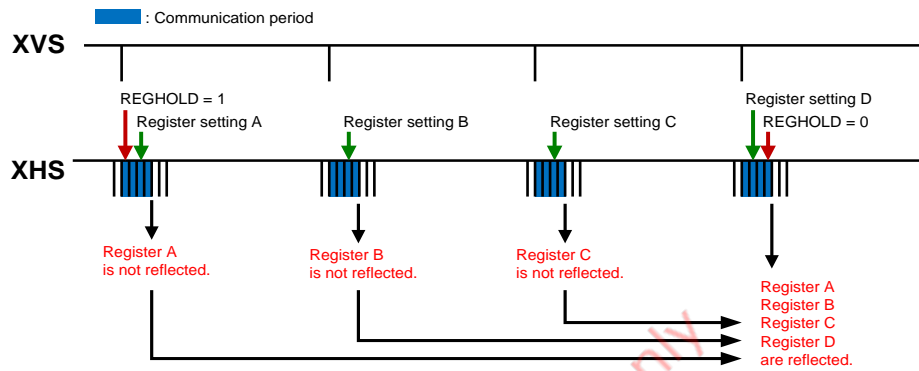 : Communication period
XVS
REGHOLD = 1
Register setting A
Register setting B
Register setting C
Register setting D
REGHOLD = 0
XHS
Register A
is not reflected.
Register B
is not reflected.
Register C
is not reflected.
Register A
Register B
Register C
Register D
are reflected.
nly